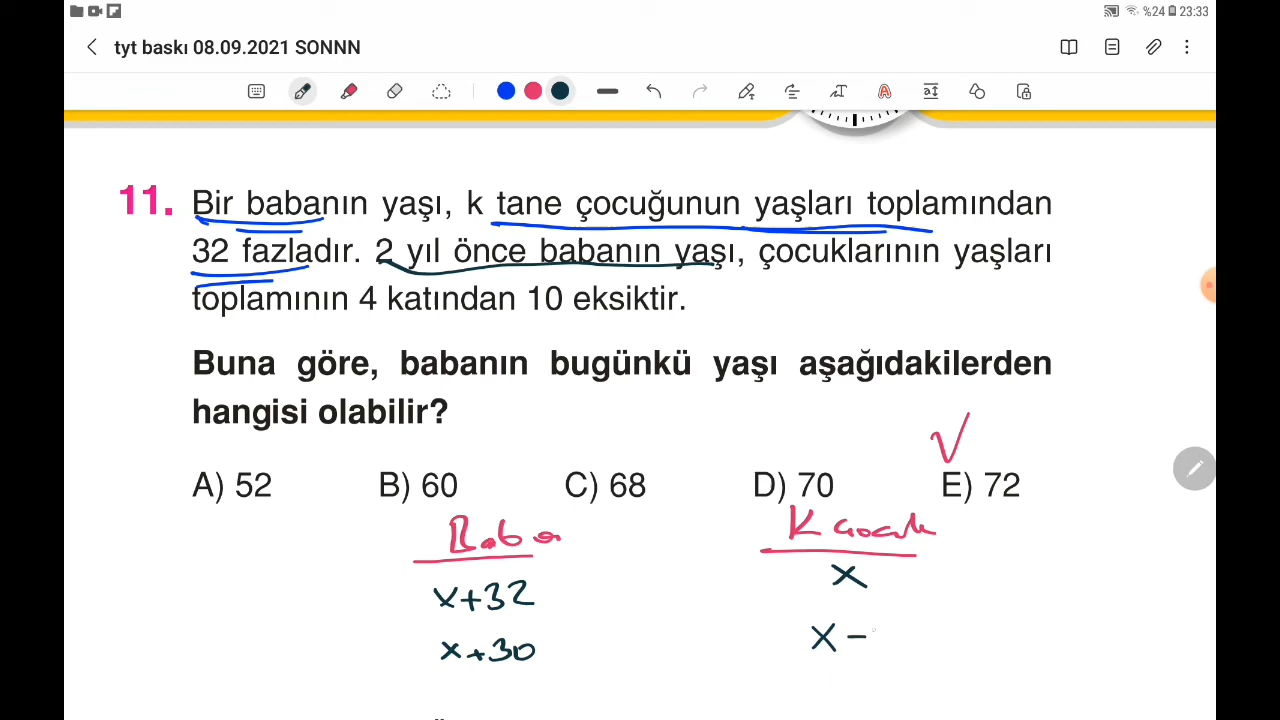 %24 23:33
tyt baskı 08.09.2021 SONNN
11. Bir babanın yaşı, k tane çocuğunun yaşları toplamından
32 fazladır. 2 yıl önce babanın yaşı, çocuklarının yaşları
toplamının 4 katından 10 eksiktir.
Buna göre, babanın bugünkü yaşı aşağıdakilerden
hangisi olabilir?
A) 52 B) 60 C) 68 D) 70 E) 72
Baba K çocuk
x+32 x
x+30 x-